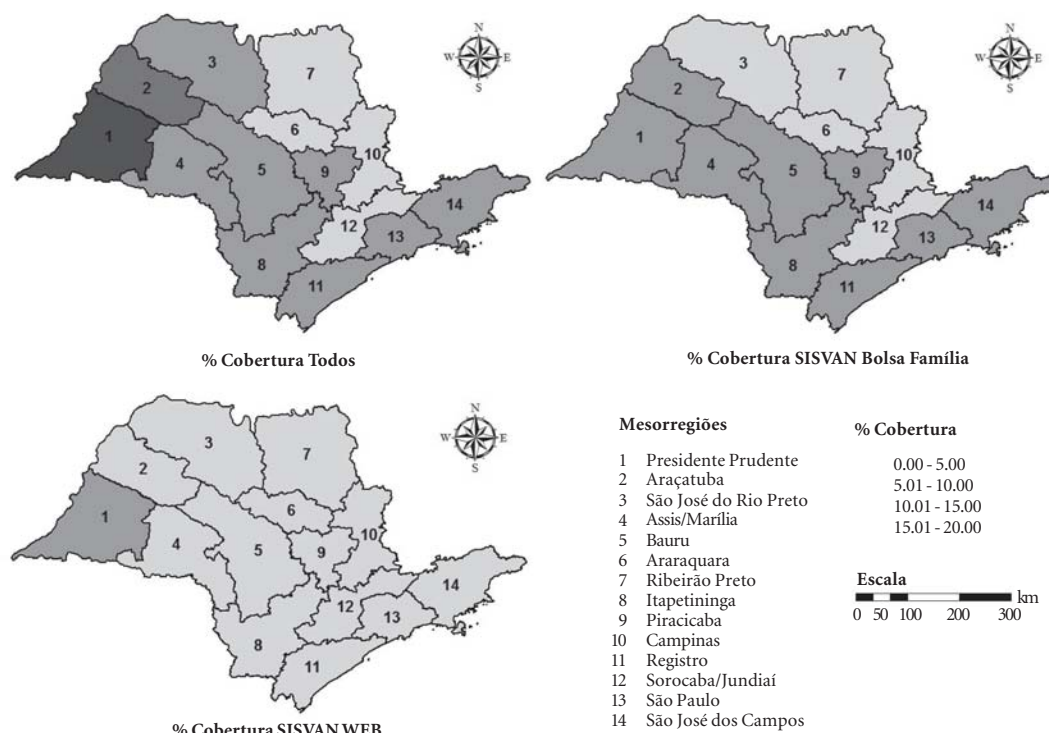 N
W E
S
1
2
3
4
5
6
7
8
9
10
11
12
13
14
% Cobertura Todos
N
W E
S
1
2
3
4
5
6
7
8
9
10
11
12
13
14
% Cobertura SISVAN Bolsa Família
N
W E
S
1
2
3
4
5
6
7
8
9
10
11
12
13
14
% Cobertura SISVAN WEB
Mesorregiões
1 Presidente Prudente
2 Araçatuba
3 São José do Rio Preto
4 Assis/Marília
5 Bauru
6 Araraquara
7 Ribeirão Preto
8 Itapetininga
9 Piracicaba
10 Campinas
11 Registro
12 Sorocaba/Jundiaí
13 São Paulo
14 São José dos Campos
% Cobertura
0.00 - 5.00
5.01 - 10.00
10.01 - 15.00
15.01 - 20.00
Escala
km
0 50 100 200 300